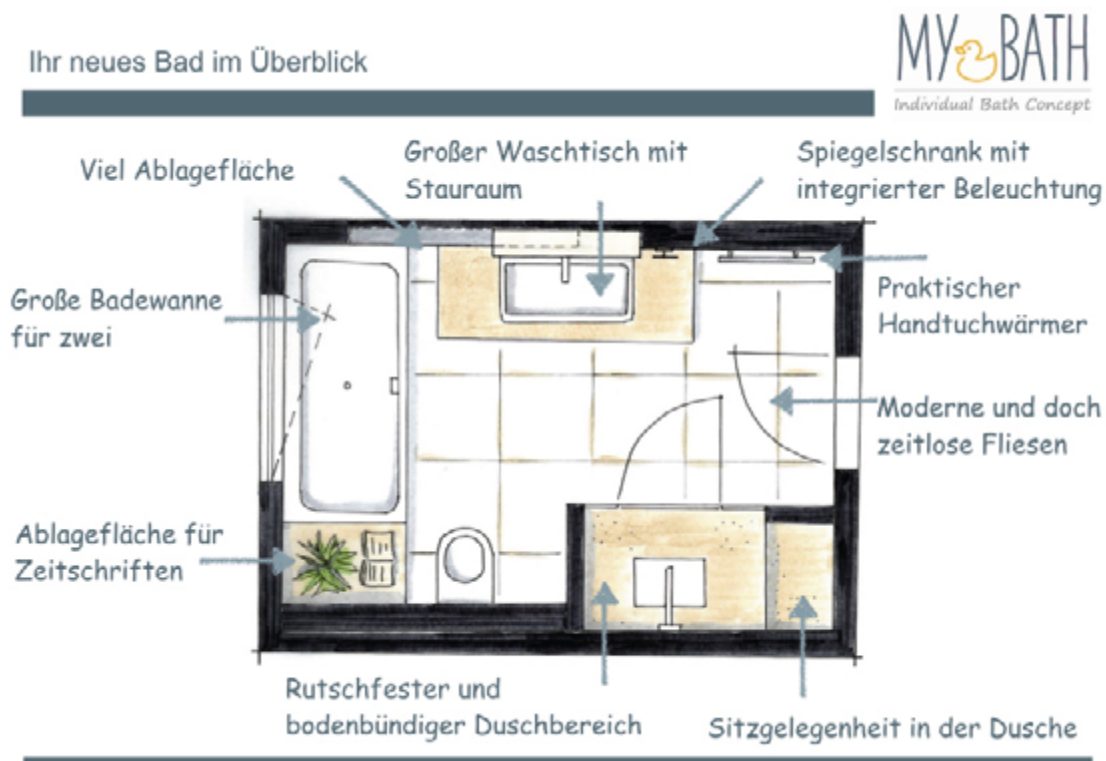 Ihr neues Bad im Überblick
MY BATH
Individual Bath Concept
Viel Ablagefläche
Großer Waschtisch mit
Stauraum
Spiegelschrank mit
integrierter Beleuchtung
Große Badewanne
für zwei
Praktischer
Handtuchwärmer
Moderne und doch
zeitlose Fliesen
Ablagefläche für
Zeitschriften
Rutschfester und
bodenbündiger Duschbereich
Sitzgelegenheit in der Dusche